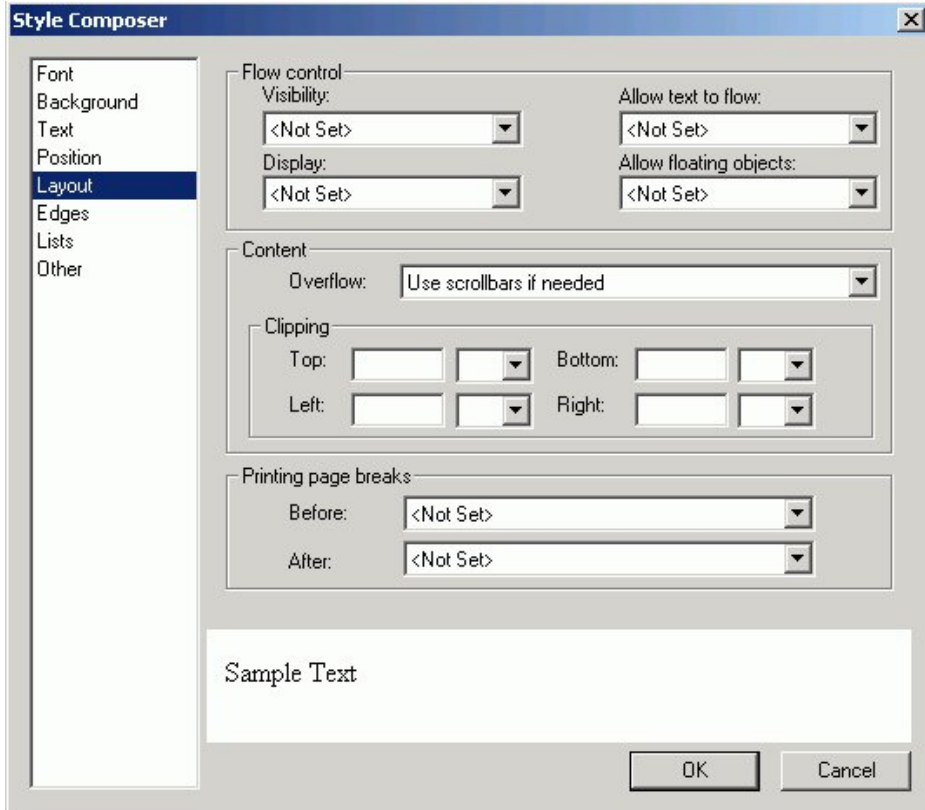 Style Composer
Font
Background
Text
Position
Layout
Edges
Lists
Other
Flow control
Visibility:
<Not Set>
Allow text to flow:
<Not Set>
Display:
<Not Set>
Allow floating objects:
<Not Set>
Content
Overflow: Use scrollbars if needed
Clipping
Top: Bottom:
Left: Right:
Printing page breaks
Before: <Not Set>
After: <Not Set>
Sample Text
OK Cancel